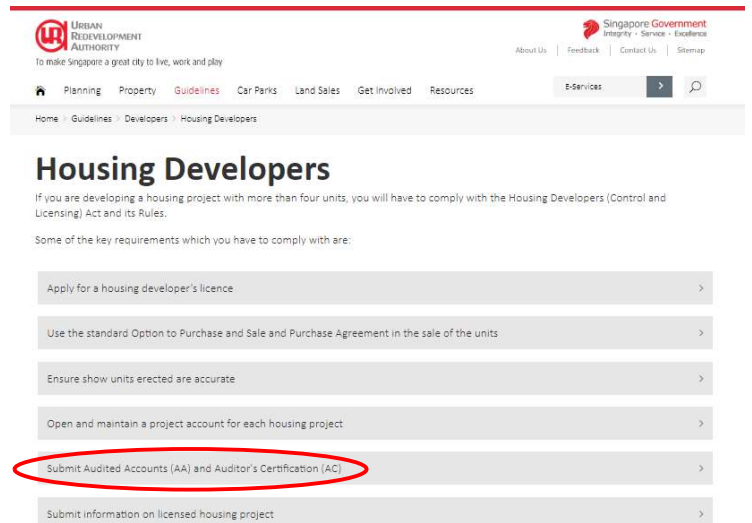 URBAN
REDEVELOPMENT
AUTHORITY
To make Singapore a great city to live, work and play
Singapore Government
Integrity · Service · Excellence
About Us | Feedback | Contact Us | Sitemap
Planning Property Guidelines Car Parks Land Sales Get Involved Resources
E-Services >
Home > Guidelines > Developers > Housing Developers
Housing Developers
If you are developing a housing project with more than four units, you will have to comply with the Housing Developers (Control and
Licensing) Act and its Rules.
Some of the key requirements which you have to comply with are:
Apply for a housing developer's licence >
Use the standard Option to Purchase and Sale and Purchase Agreement in the sale of the units >
Ensure show units erected are accurate >
Open and maintain a project account for each housing project >
Submit Audited Accounts (AA) and Auditor's Certification (AC) >
Submit information on licensed housing project >